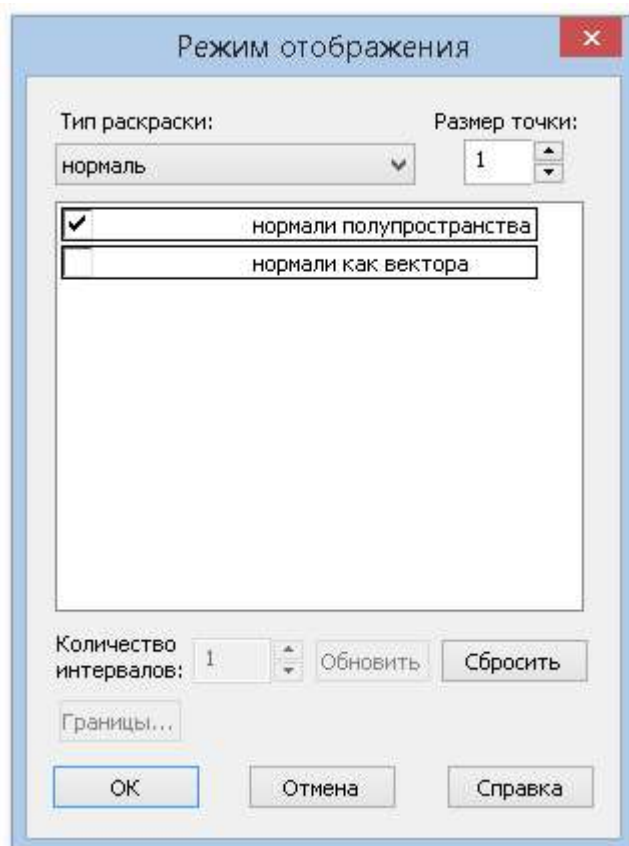 Режим отображения
Тип раскраски:
Размер точки:
нормаль
1
нормали полупространства
нормали как вектора
Количество
интервалов:
1
Обновить
Сбросить
Границы...
ОК
Отмена
Справка